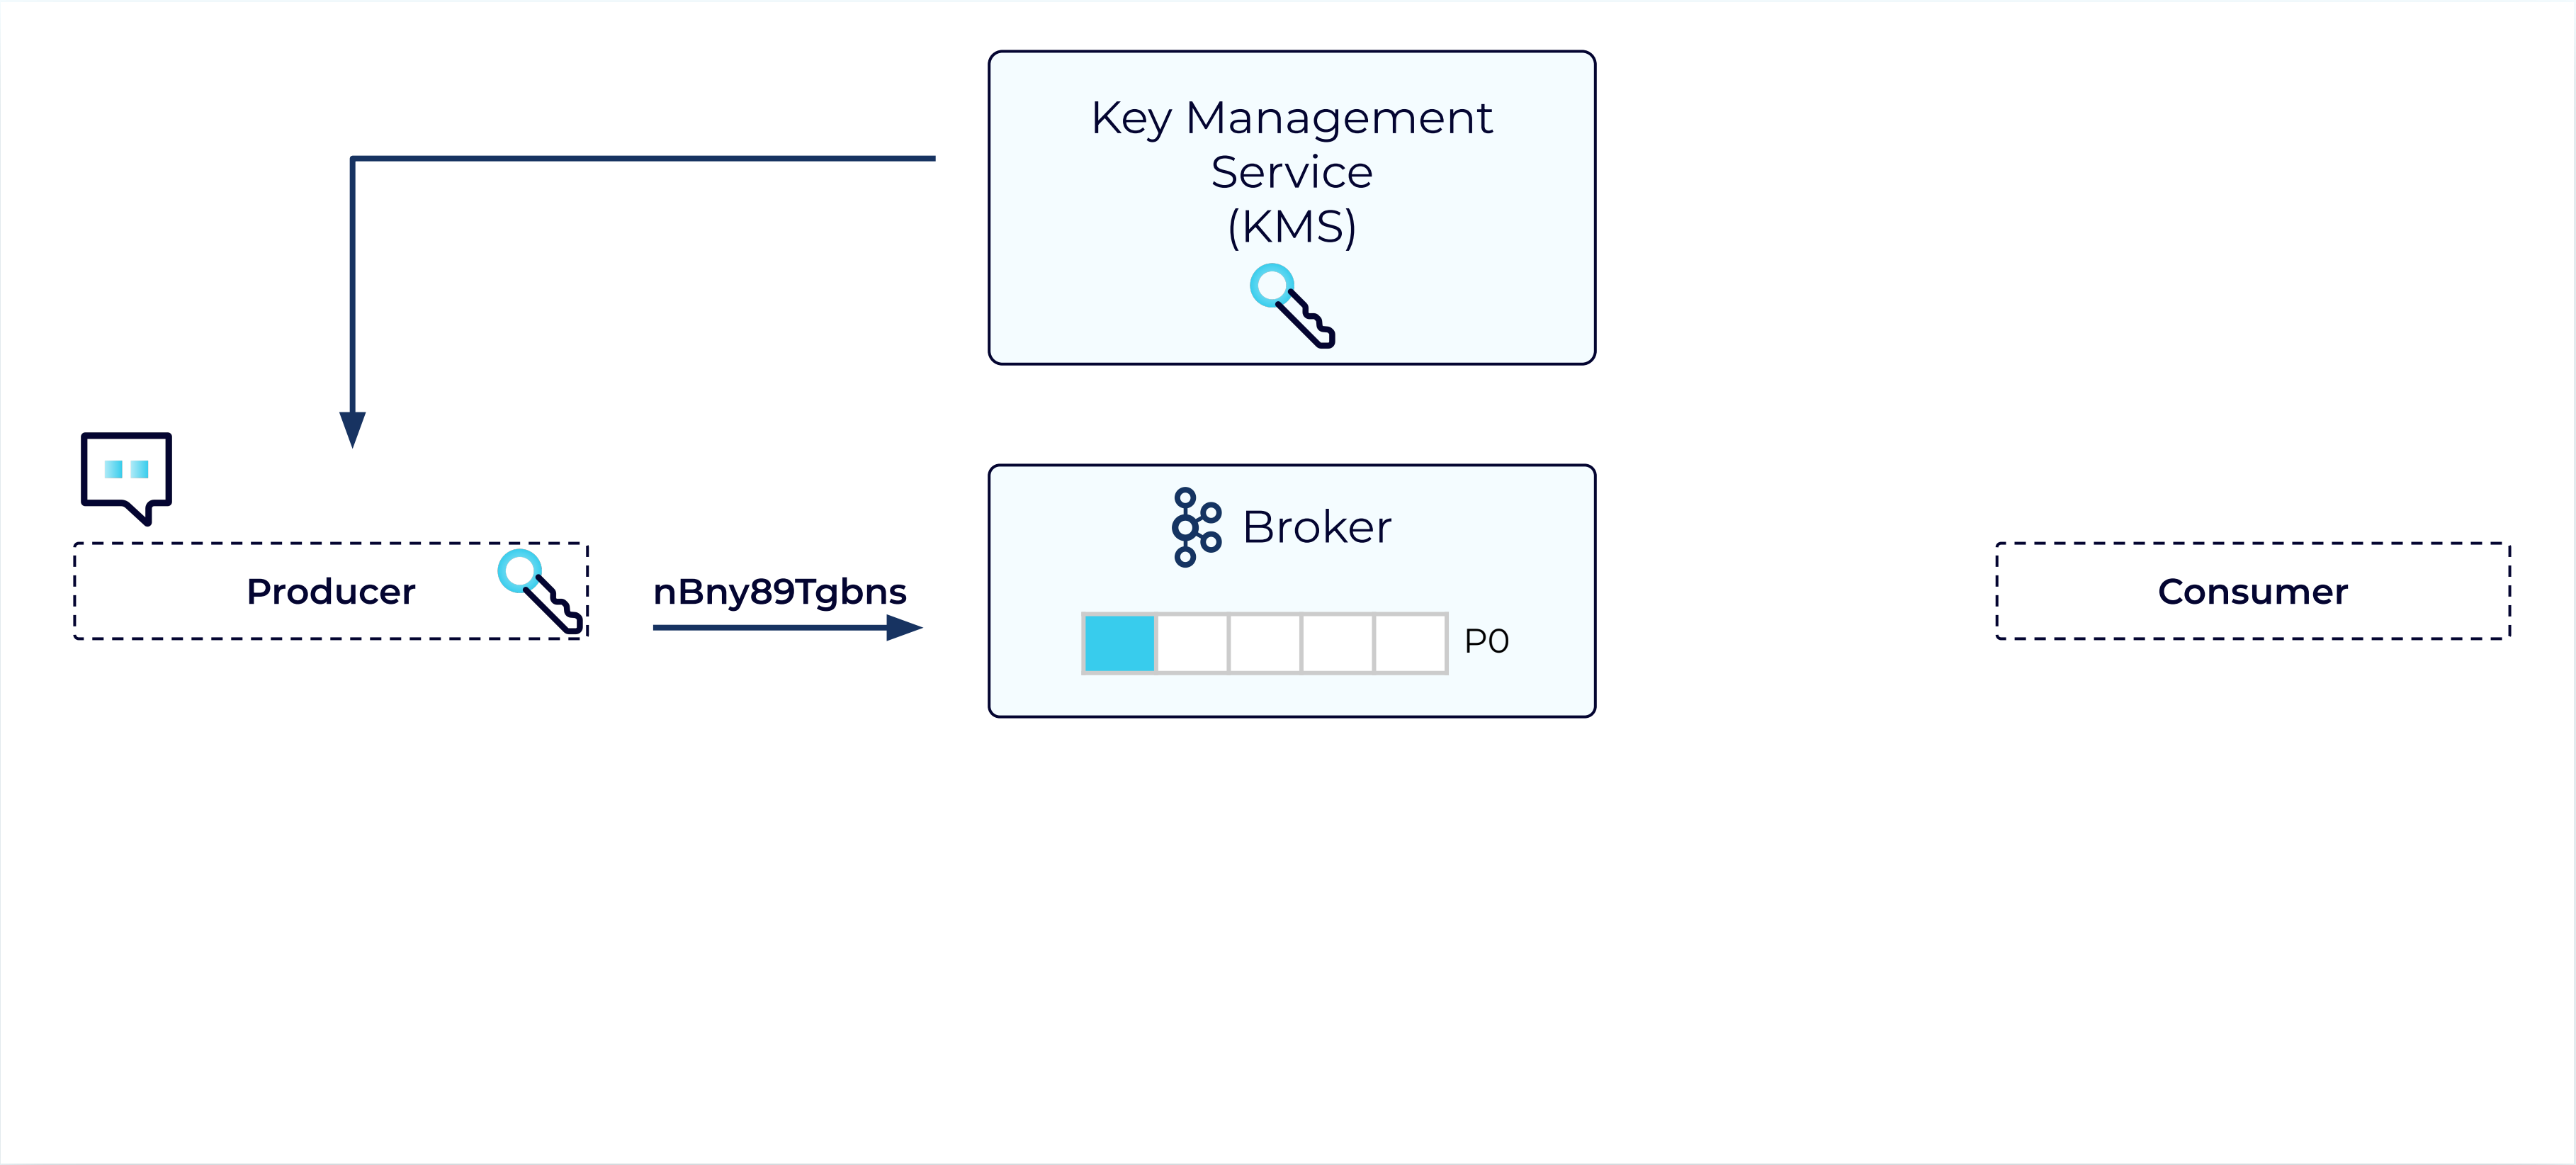 Key Management
Service
(KMS)
Broker
Producer
nBny89Tgbns
P0
Consumer